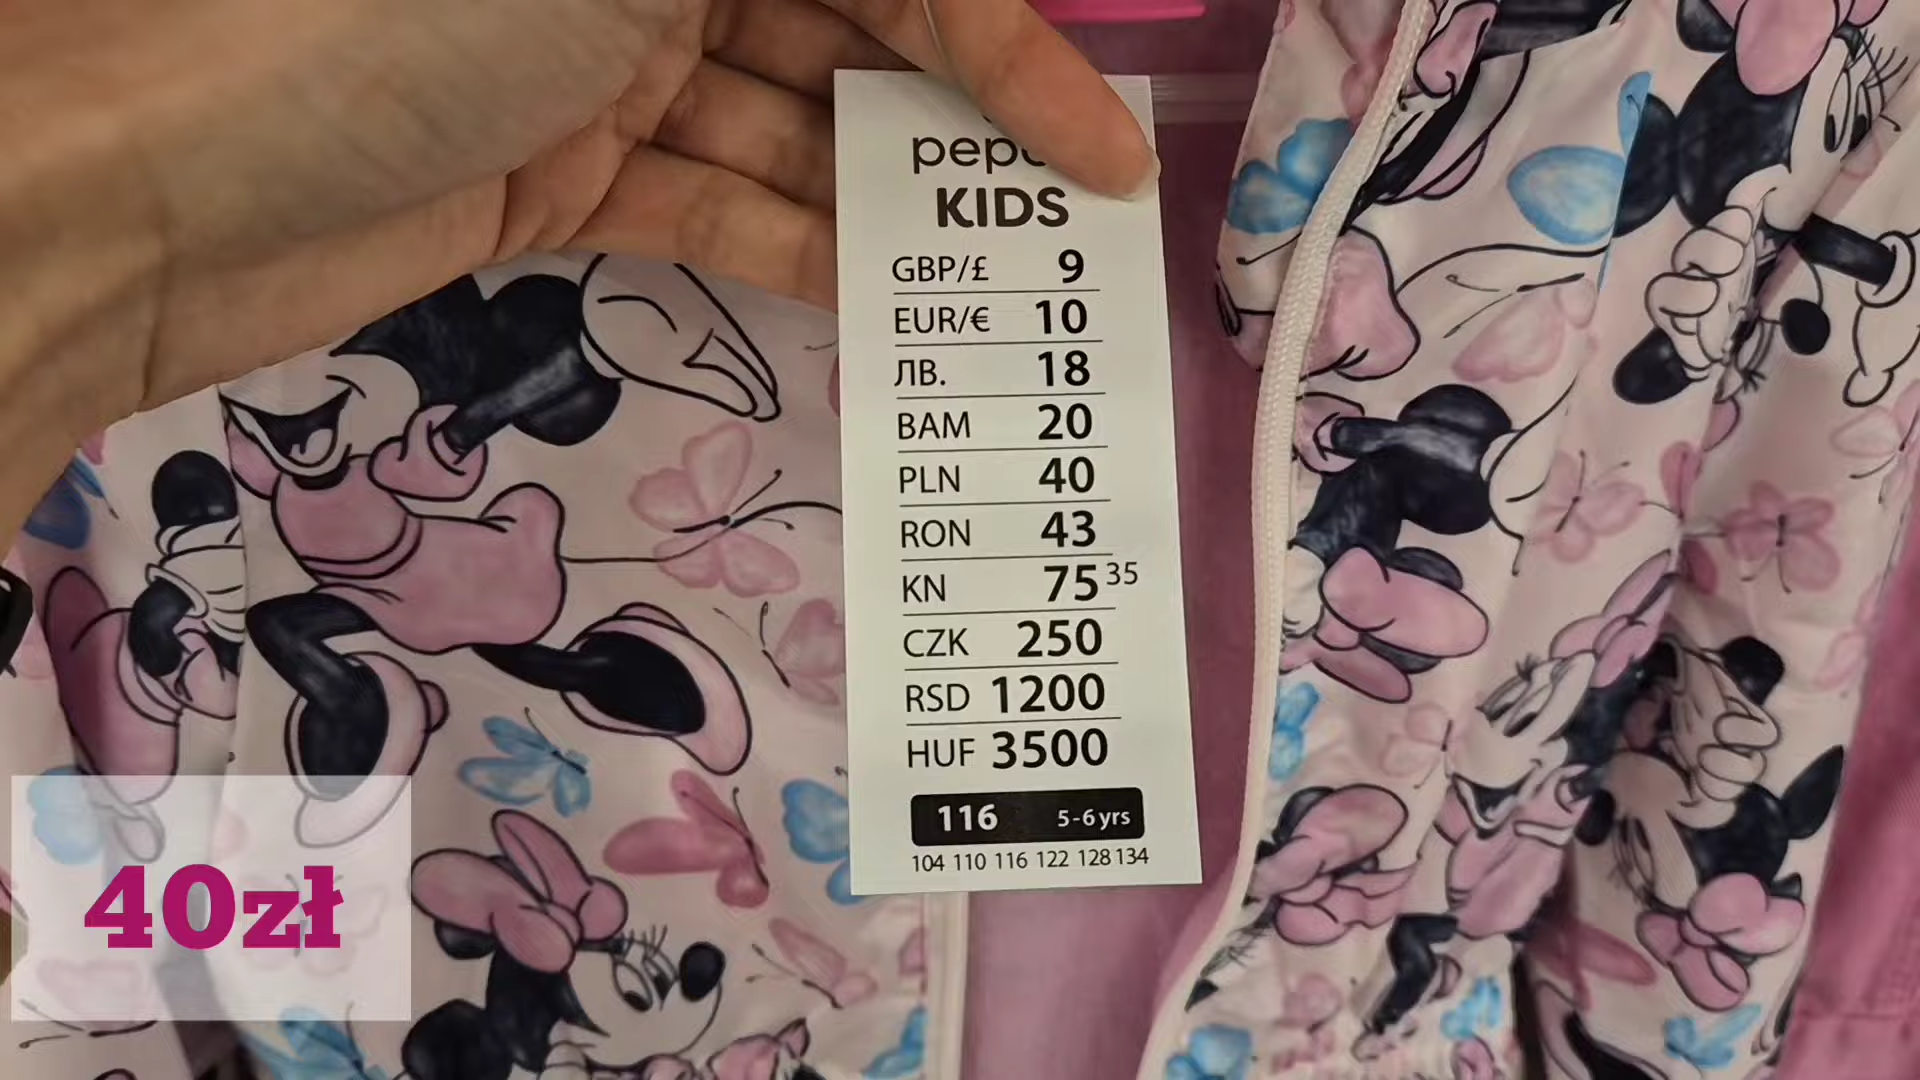 KIDS
GBP/£ 9
EUR/€ 10
ЛВ. 18
BAM 20
PLN 40
RON 43
KN 75 35
CZK 250
RSD 1200
HUF 3500
116 5-6 yrs
104 110 116 122 128 134
40zł